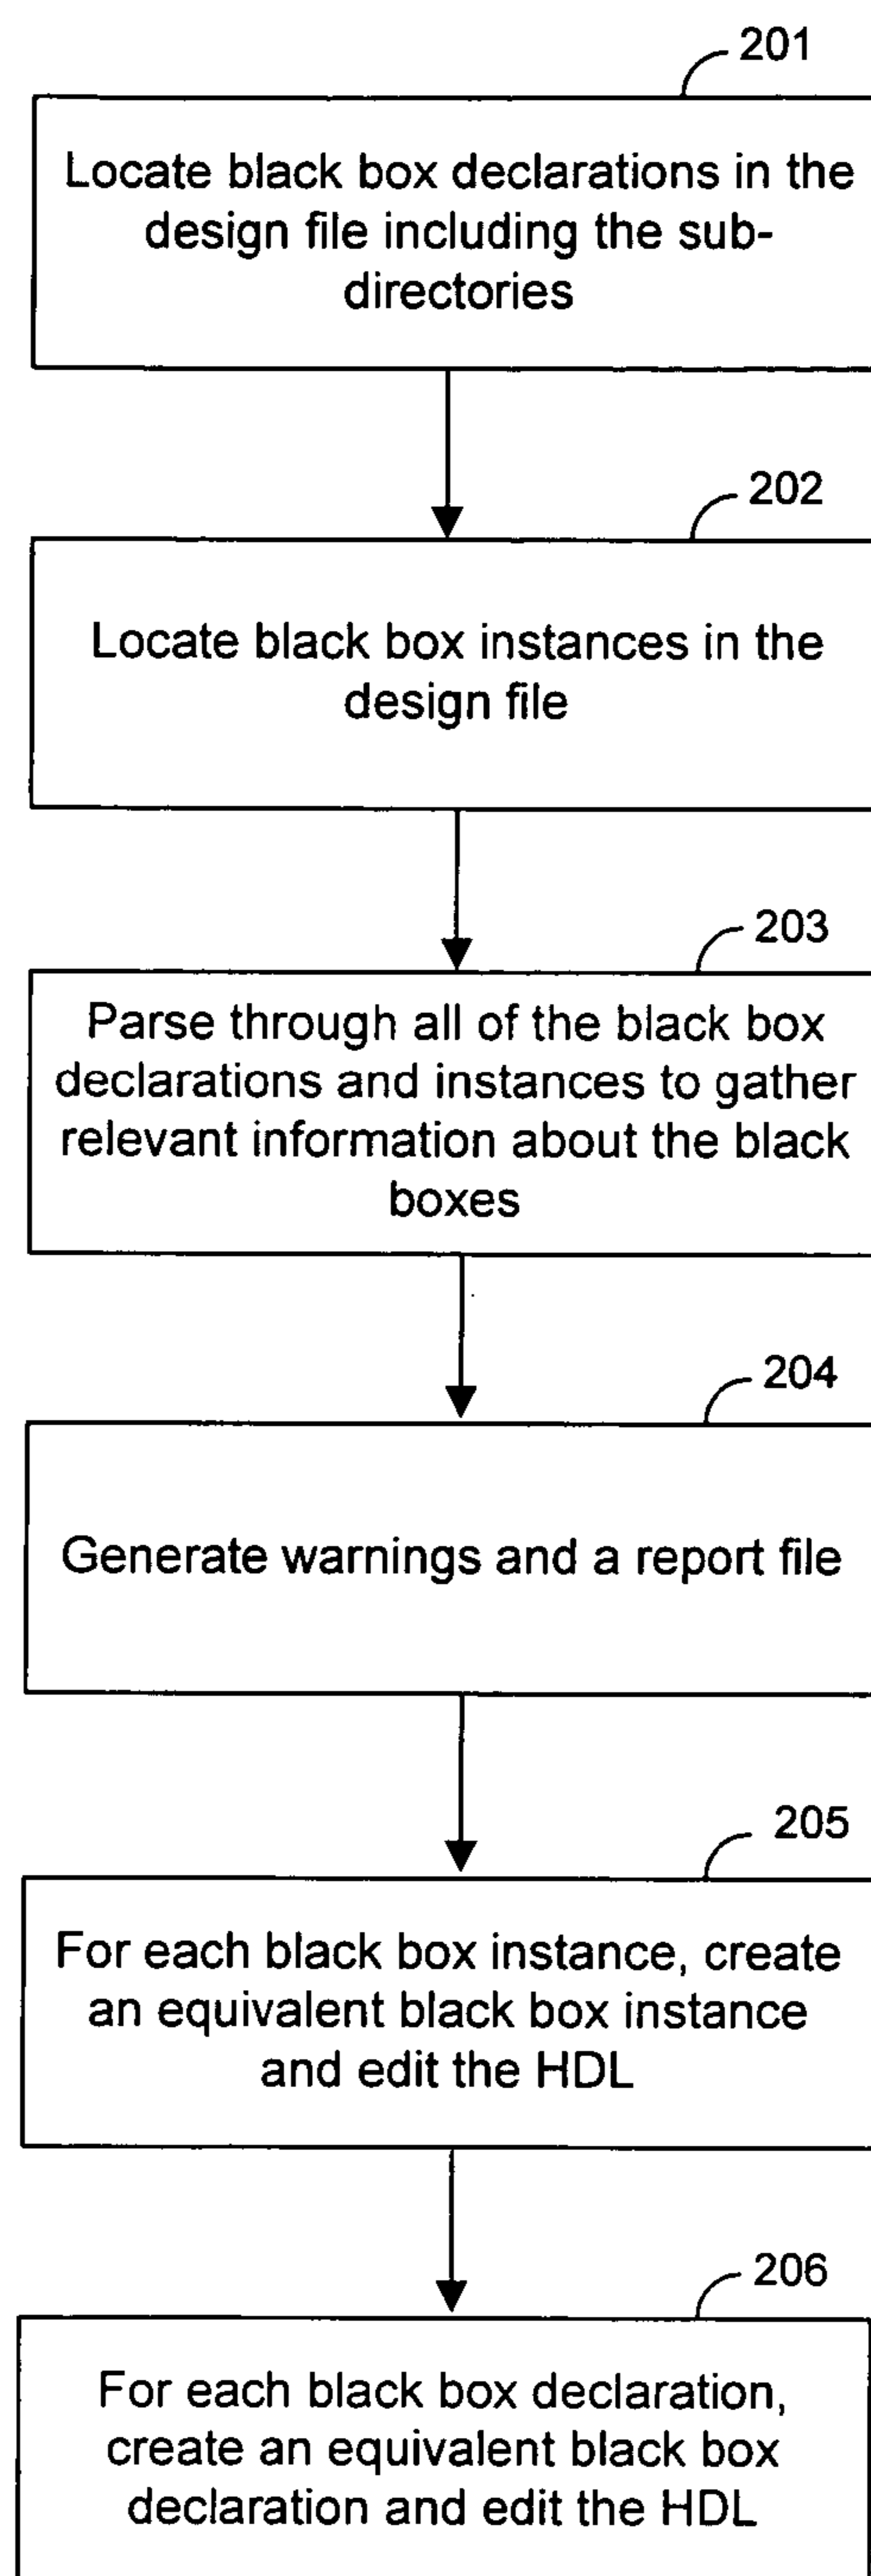 201
Locate black box declarations in the
design file including the sub-
directories
202
Locate black box instances in the
design file
203
Parse through all of the black box
declarations and instances to gather
relevant information about the black
boxes
204
Generate warnings and a report file
205
For each black box instance, create
an equivalent black box instance
and edit the HDL
206
For each black box declaration,
create an equivalent black box
declaration and edit the HDL